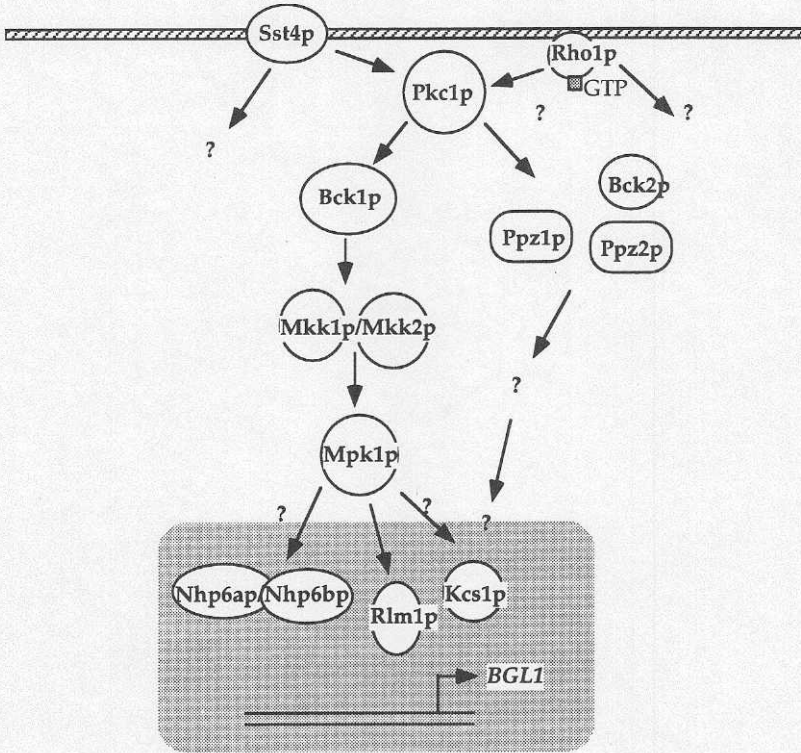 Sst4p
Rho1p
Pkc1p
GTP
?
?
?
Bck1p
Bck2p
Ppz1p
Ppz2p
Mkk1p/Mkk2p
?
Mpk1p
?
?
?
Nhp6ap
Nhp6bp
Rlm1p
Kcs1p
BGL1